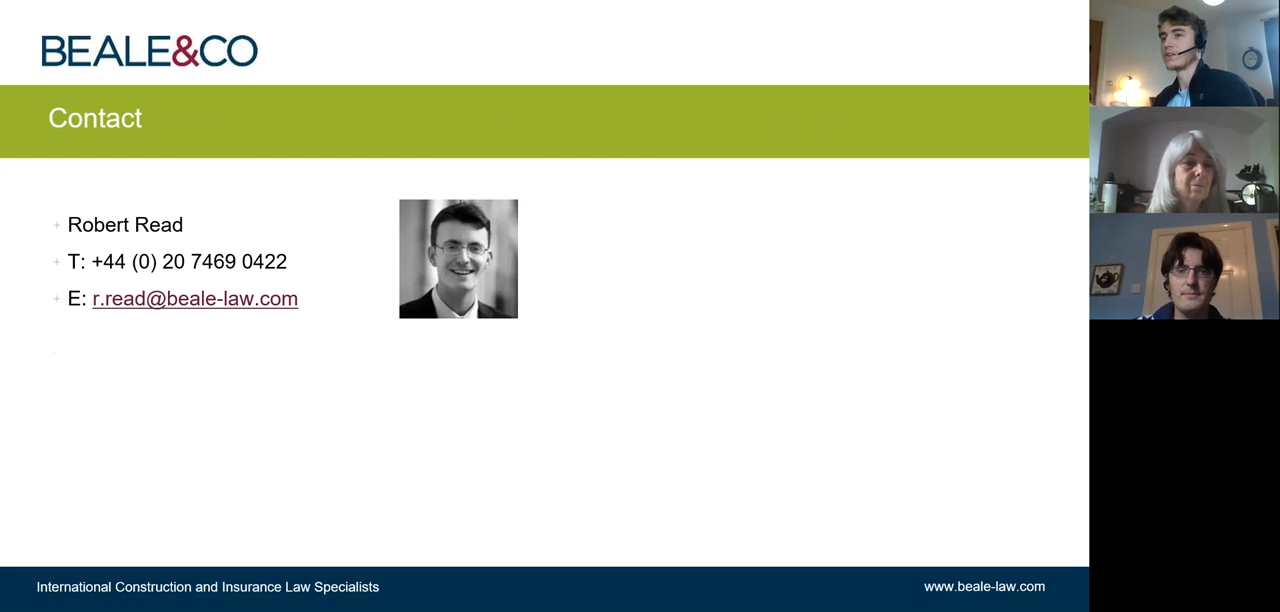 BEALE&CO
Contact
+ Robert Read
+ T: +44 (0) 20 7469 0422
+ E: r.read@beale-law.com
International Construction and Insurance Law Specialists
www.beale-law.com